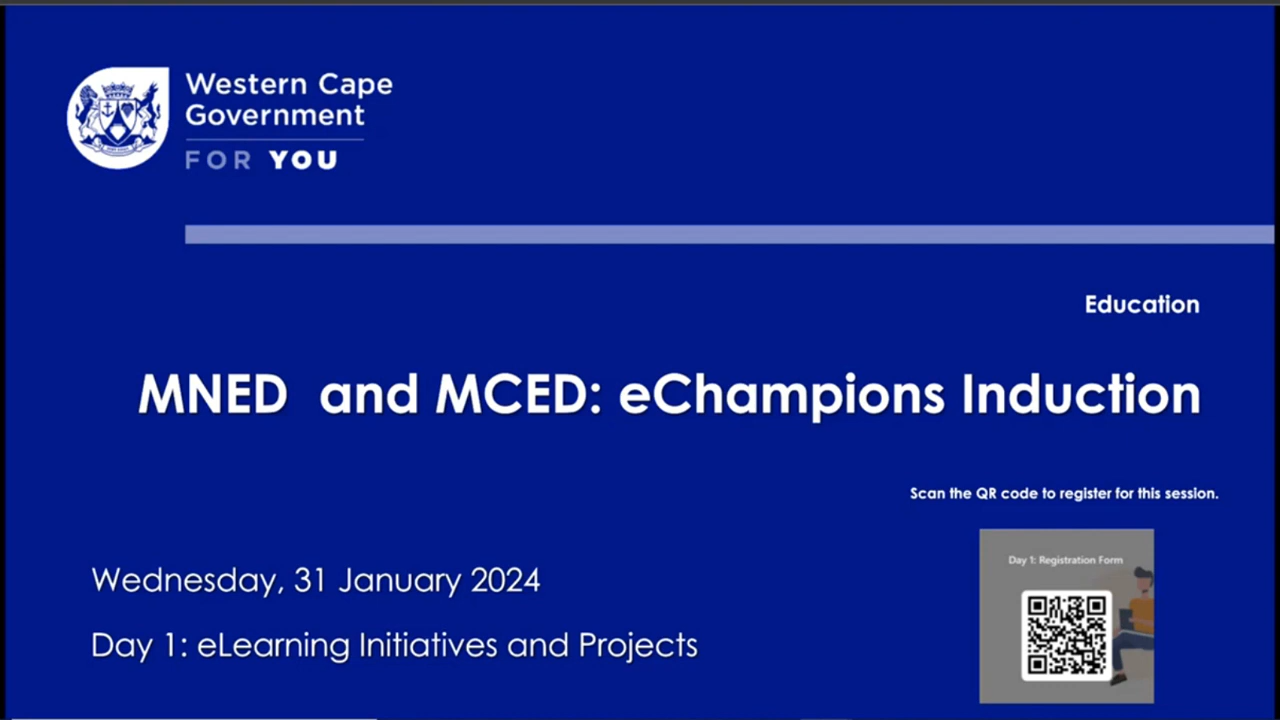 Western Cape
Government
FOR YOU
Education
MNED  and MCED: eChampions Induction
Scan the QR code to register for this session.
Day 1: Registration Form
Wednesday, 31 January 2024
Day 1: eLearning Initiatives and Projects